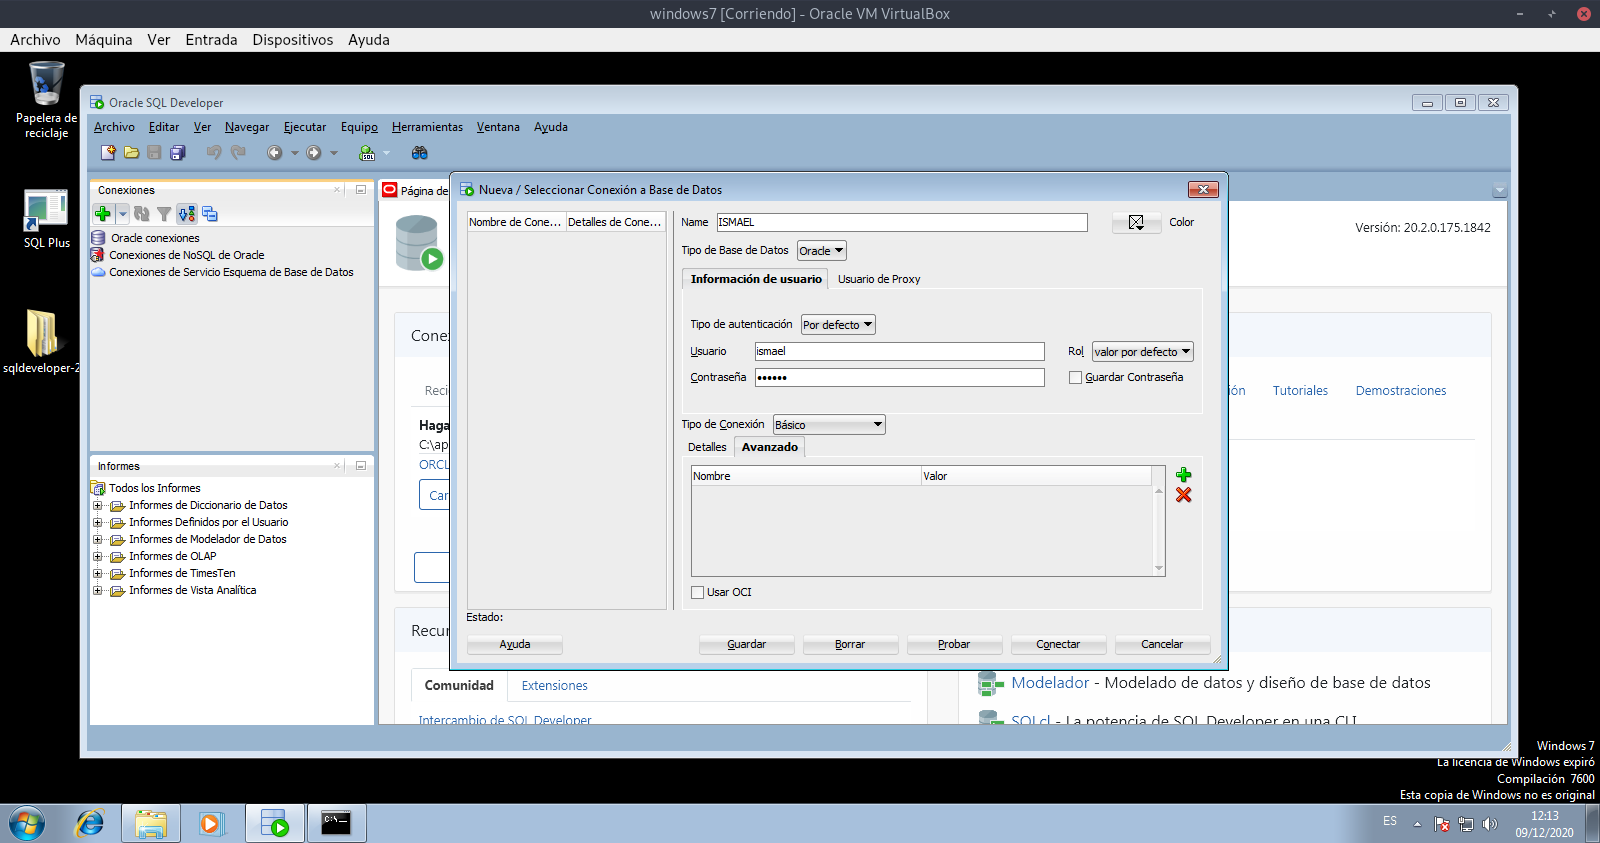 windows7 [Corriendo] - Oracle VM VirtualBox
Archivo Máquina Ver Entrada Dispositivos Ayuda
Papelera de
reciclaje
SQL Plus
sqldeveloper-2
Oracle SQL Developer
Archivo Editar Ver Navegar Ejecutar Equipo Herramientas Ventana Ayuda
Conexiones
Oracle conexiones
Conexiones de NoSQL de Oracle
Conexiones de Servicio Esquema de Base de Datos
Informes
Todos los Informes
Informes de Diccionario de Datos
Informes Definidos por el Usuario
Informes de Modelador de Datos
Informes de OLAP
Informes de TimesTen
Informes de Vista Analítica
Página de
Versión: 20.2.0.175.1842
Conex
Reci
ión Tutoriales Demostraciones
Haga
C:\ap
ORCL
Car
Recur
Comunidad Extensiones
Intercambio de SQL Developer
Modelador - Modelado de datos y diseño de base de datos
SQLcl - La potencia de SQL Developer en una CLI
Nueva / Seleccionar Conexión a Base de Datos
Nombre de Cone... Detalles de Cone...
Name ISMAEL Color
Tipo de Base de Datos Oracle
Información de usuario Usuario de Proxy
Tipo de autenticación Por defecto
Usuario ismael Rol valor por defecto
Contraseña •••••• Guardar Contraseña
Tipo de Conexión Básico
Detalles Avanzado
Nombre Valor
Usar OCI
Estado:
Ayuda Guardar Borrar Probar Conectar Cancelar
Windows 7
La licencia de Windows expiró
Compilación 7600
Esta copia de Windows no es original
C:\_
ES
12:13
09/12/2020